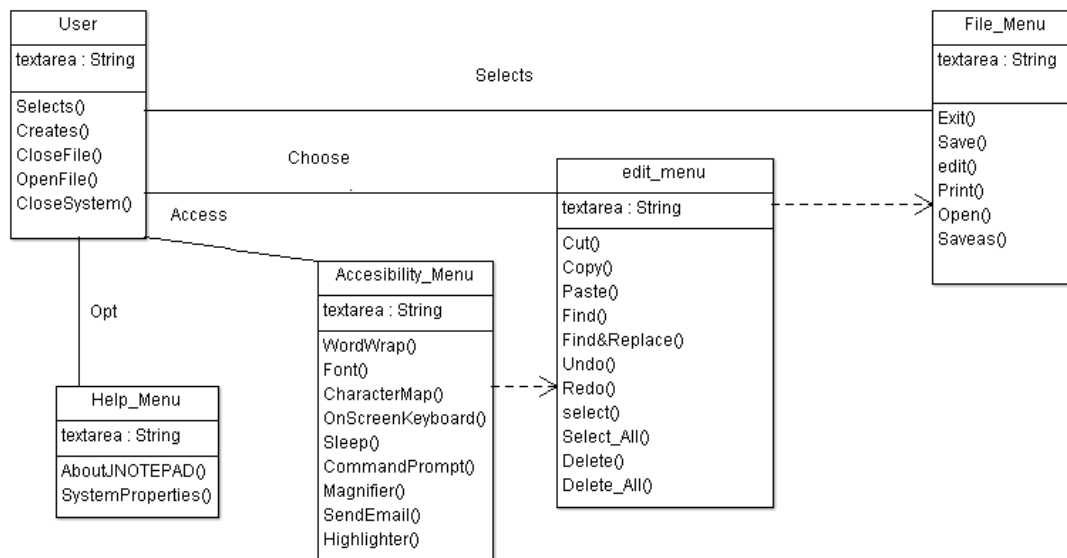 User
textarea : String
Selects()
Creates()
CloseFile()
OpenFile()
CloseSystem()
Selects
File_Menu
textarea : String
Exit()
Save()
edit()
Print()
Open()
Saveas()
Choose
edit_menu
textarea : String
Cut()
Copy()
Paste()
Find()
Find&Replace()
Undo()
Redo()
select()
Select_All()
Delete()
Delete_All()
Access
Accesibility_Menu
textarea : String
WordWrap()
Font()
CharacterMap()
OnScreenKeyboard()
Sleep()
CommandPrompt()
Magnifier()
SendEmail()
Highlighter()
Opt
Help_Menu
textarea : String
AboutJNOTEPAD()
SystemProperties()